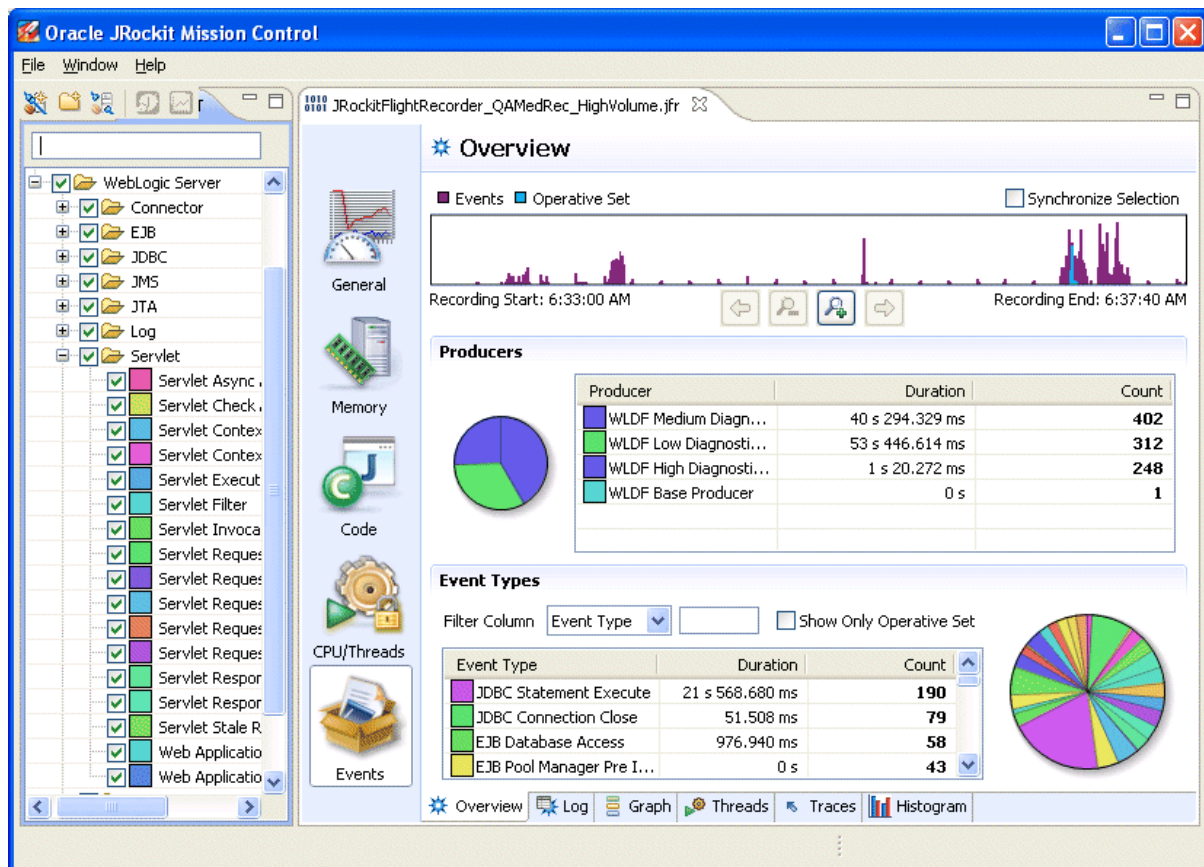 Oracle JRockit Mission Control
File Window Help
JRockitFlightRecorder_QAMedRec_HighVolume.jfr
WebLogic Server
Connector
EJB
JDBC
JMS
JTA
Log
Servlet
Servlet Async
Servlet Check
Servlet Contex
Servlet Contex
Servlet Execut
Servlet Filter
Servlet Invoca
Servlet Reques
Servlet Reques
Servlet Reques
Servlet Reques
Servlet Reques
Servlet Respor
Servlet Respor
Servlet Stale R
Web Applicatio
Web Applicatio
General
Memory
Code
CPU/Threads
Events
Overview
Events Operative Set Synchronize Selection
Recording Start: 6:33:00 AM Recording End: 6:37:40 AM
Producers
Producer Duration Count
WLDF Medium Diagn... 40 s 294.329 ms 402
WLDF Low Diagnosti... 53 s 446.614 ms 312
WLDF High Diagnosti... 1 s 20.272 ms 248
WLDF Base Producer 0 s 1
Event Types
Filter Column Event Type Show Only Operative Set
Event Type Duration Count
JDBC Statement Execute 21 s 568.680 ms 190
JDBC Connection Close 51.508 ms 79
EJB Database Access 976.940 ms 58
EJB Pool Manager Pre I... 0 s 43
Overview Log Graph Threads Traces Histogram